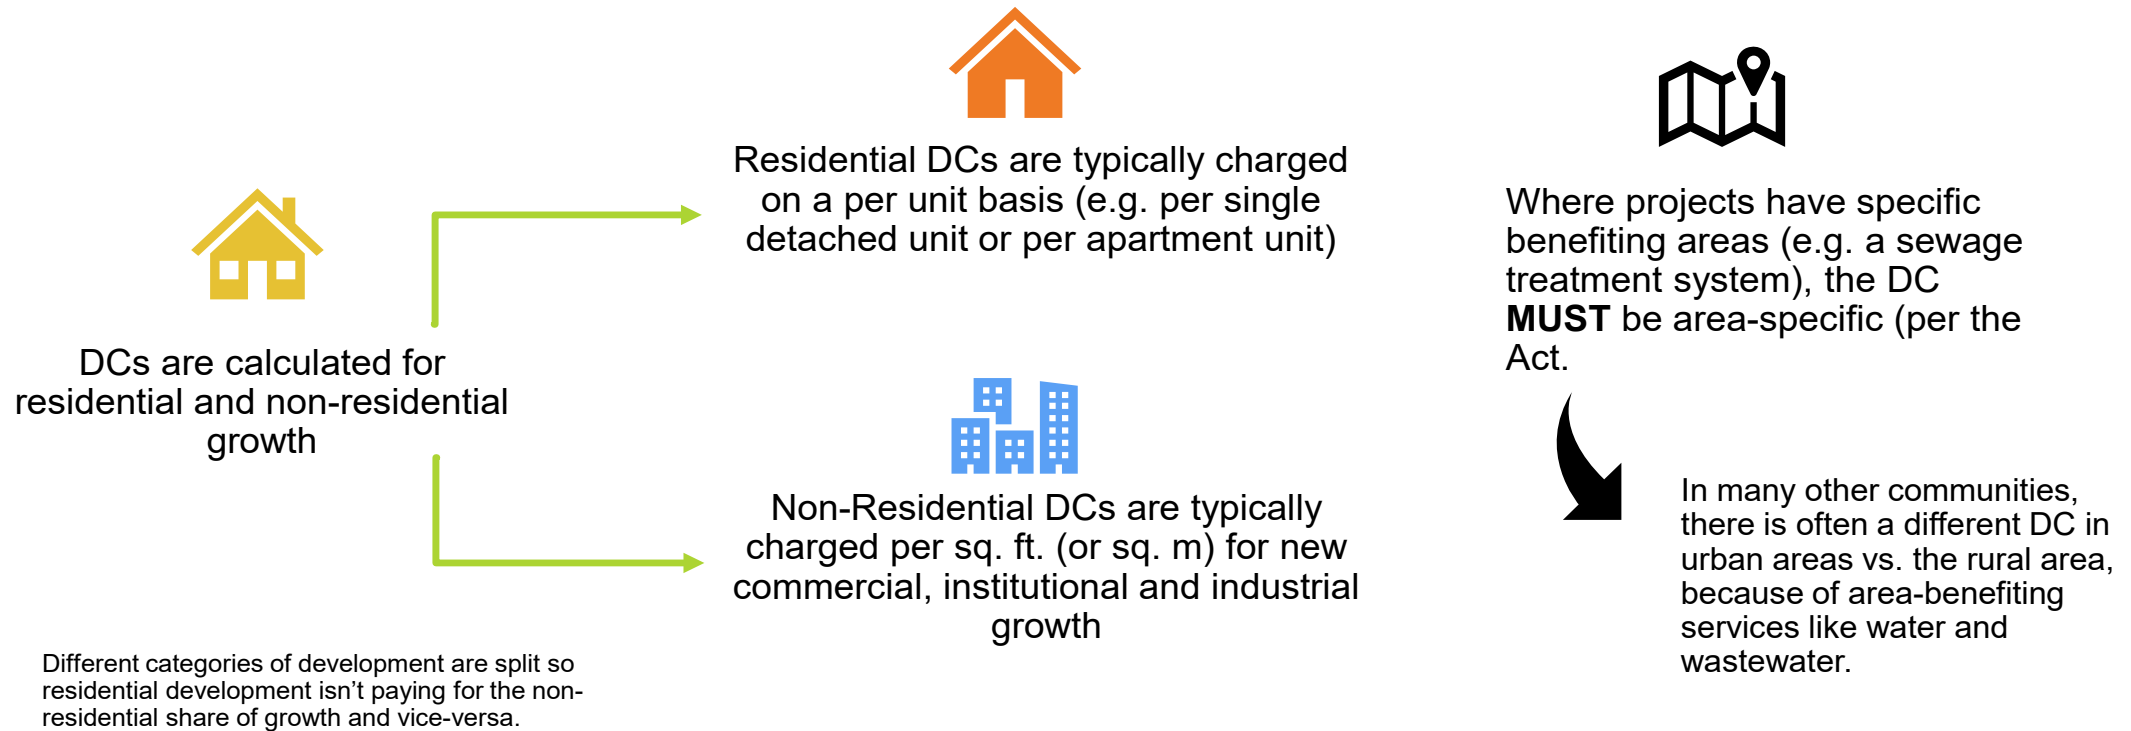 DCs are calculated for
residential and non-residential
growth
Different categories of development are split so
residential development isn’t paying for the non-
residential share of growth and vice-versa.
Residential DCs are typically charged
on a per unit basis (e.g. per single
detached unit or per apartment unit)
Non-Residential DCs are typically
charged per sq. ft. (or sq. m) for new
commercial, institutional and industrial
growth
Where projects have specific
benefiting areas (e.g. a sewage
treatment system), the DC
MUST be area-specific (per the
Act.
In many other communities,
there is often a different DC in
urban areas vs. the rural area,
because of area-benefiting
services like water and
wastewater.